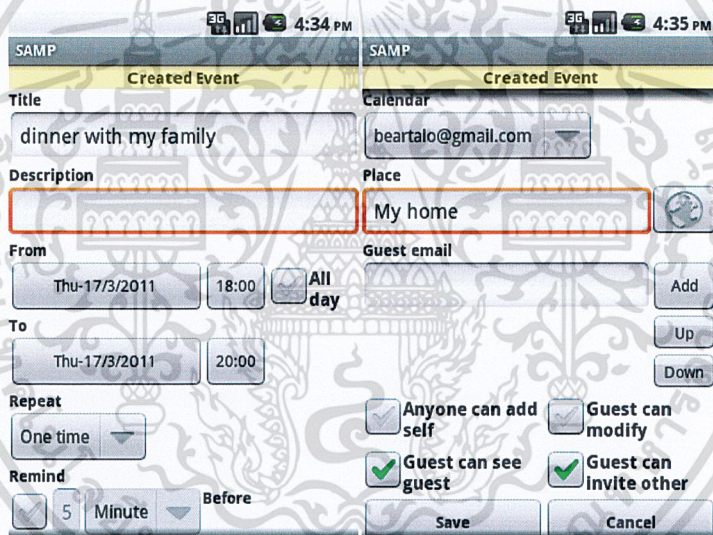 3G 4:34 PM
SAMP
Created Event
Title
dinner with my family
Description
From
Thu-17/3/2011 18:00 All day
To
Thu-17/3/2011 20:00
Repeat
One time
Remind
5 Minute Before
3G 4:35 PM
SAMP
Created Event
Calendar
beartalo@gmail.com
Place
My home
Guest email
Add
Up
Down
Anyone can add self
Guest can modify
Guest can see guest
Guest can invite other
Save Cancel